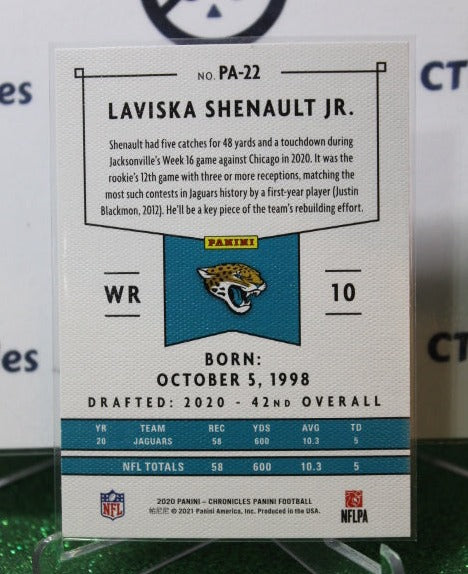 NO. PA-22
LAVISKA SHENAULT JR.
Shenault had five catches for 48 yards and a touchdown during
Jacksonville's Week 16 game against Chicago in 2020. It was the
rookie's 12th game with three or more receptions, matching the
most such contests in Jaguars history by a first-year player (Justin
Blackmon, 2012). He'll be a key piece of the team's rebuilding effort.
PANINI
WR
10
BORN:
OCTOBER 5, 1998
DRAFTED: 2020 - 42ND OVERALL
YR TEAM REC YDS AVG TD
20 JAGUARS 58 600 10.3 5
NFL TOTALS 58 600 10.3 5
NFL
2020 PANINI – CHRONICLES PANINI FOOTBALL
© 2021 Panini America, Inc. Produced in the USA.
NFLPA
es
CT
bles
CT